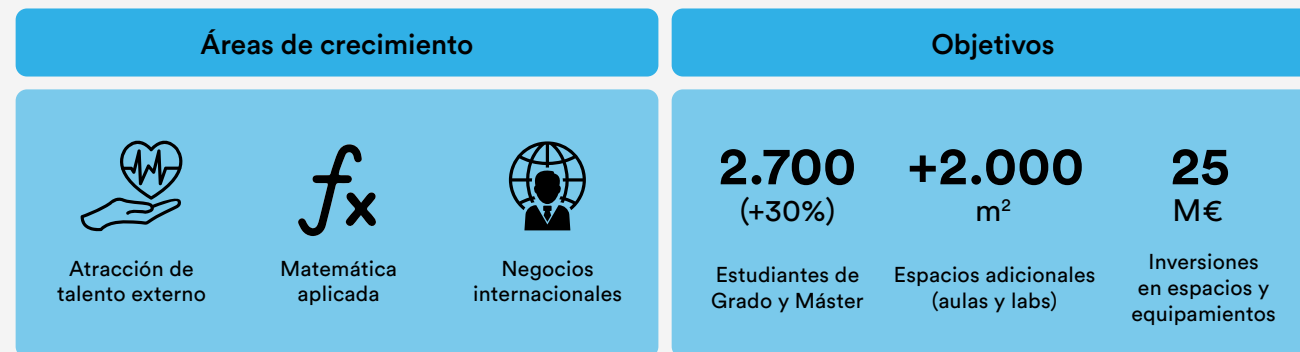 Áreas de crecimiento
Atracción de
talento externo
fx
Matemática
aplicada
Negocios
internacionales
Objetivos
2.700
(+30%)
Estudiantes de
Grado y Máster
+2.000
m²
Espacios adicionales
(aulas y labs)
25
M€
Inversiones
en espacios y
equipamientos